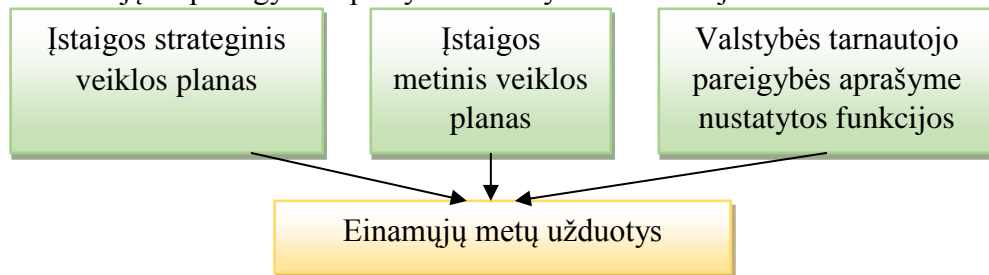 Įstaigos strateginis
veiklos planas
Įstaigos
metinis veiklos
planas
Valstybės tarnautojo
pareigybės aprašyme
nustatytos funkcijos
Einamųjų metų užduotys